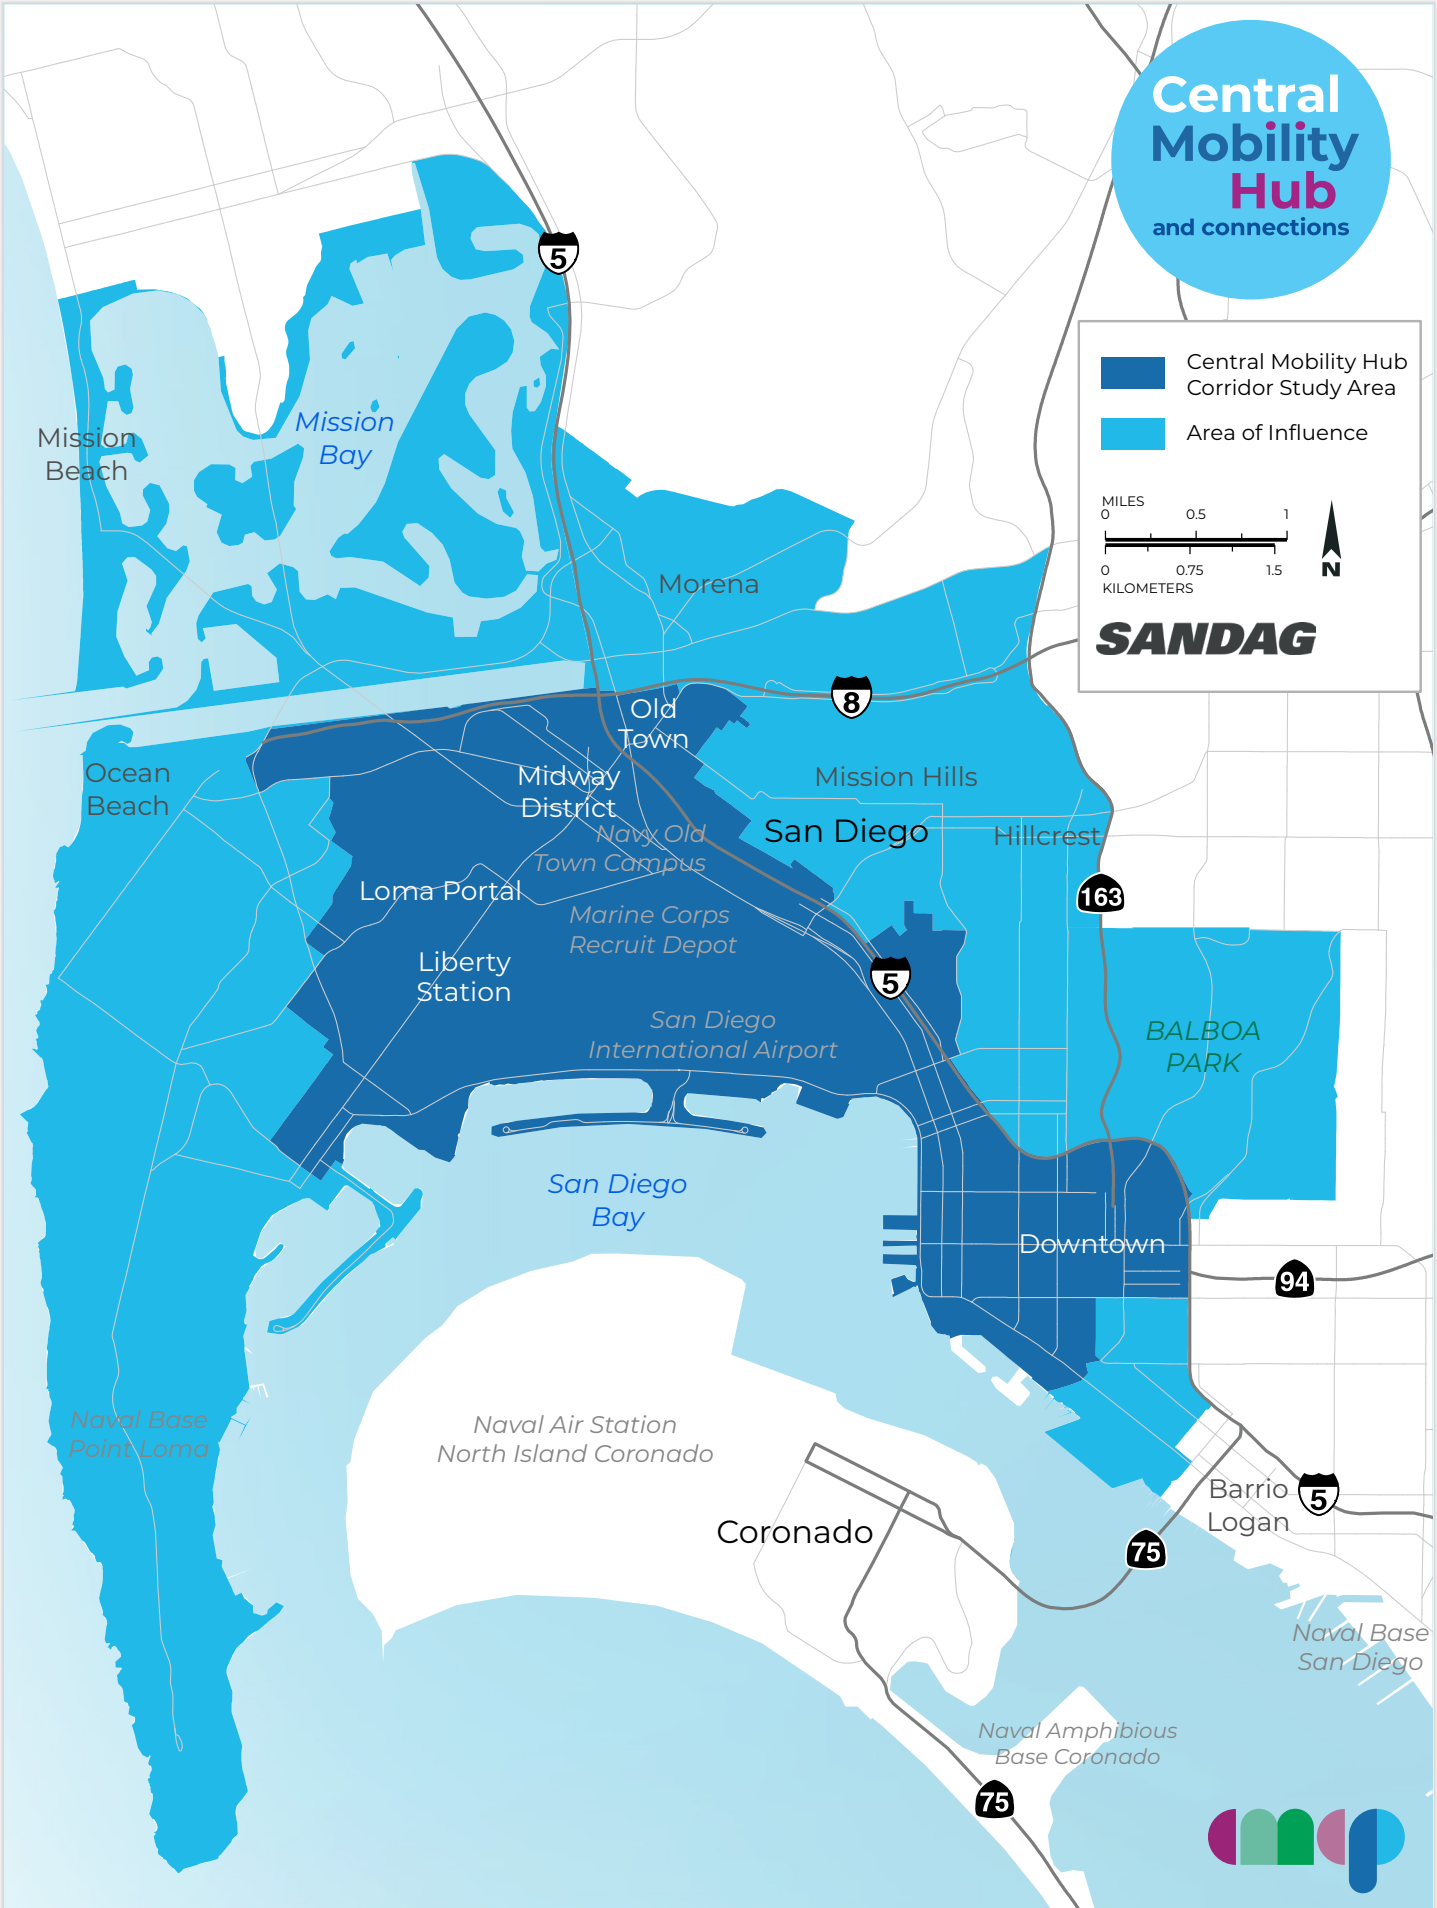 Central
Mobility
Hub
and connections
Central Mobility Hub
Corridor Study Area
Area of Influence
MILES
0 0.5 1
0 0.75 1.5
KILOMETERS
N
SANDAG
5
Mission
Beach
Mission
Bay
Morena
8
Old
Town
Ocean
Beach
Midway
District
Mission Hills
San Diego
Hillcrest
Navy Old
Town Campus
Loma Portal
163
Marine Corps
Recruit Depot
Liberty
Station
5
San Diego
International Airport
BALBOA
PARK
San Diego
Bay
Downtown
94
Naval Base
Point Loma
Naval Air Station
North Island Coronado
Coronado
Barrio
Logan
5
75
Naval Base
San Diego
Naval Amphibious
Base Coronado
75
cmcp